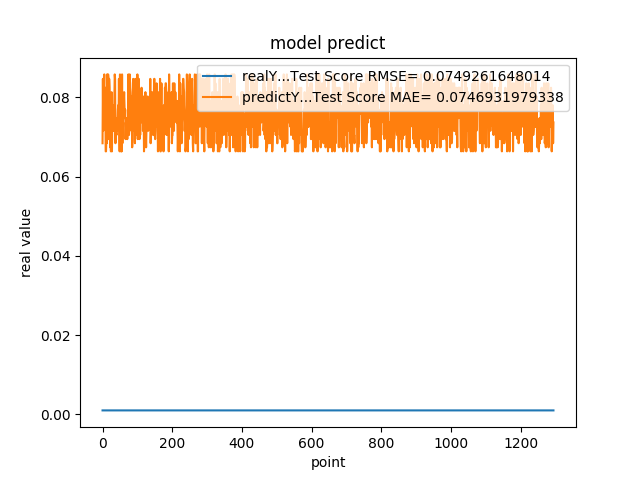 model predict
realY...Test Score RMSE= 0.0749261648014
predictY...Test Score MAE= 0.0746931979338
0.08
0.06
0.04
0.02
0.00
real value
0
200
400
600
800
1000
1200
point